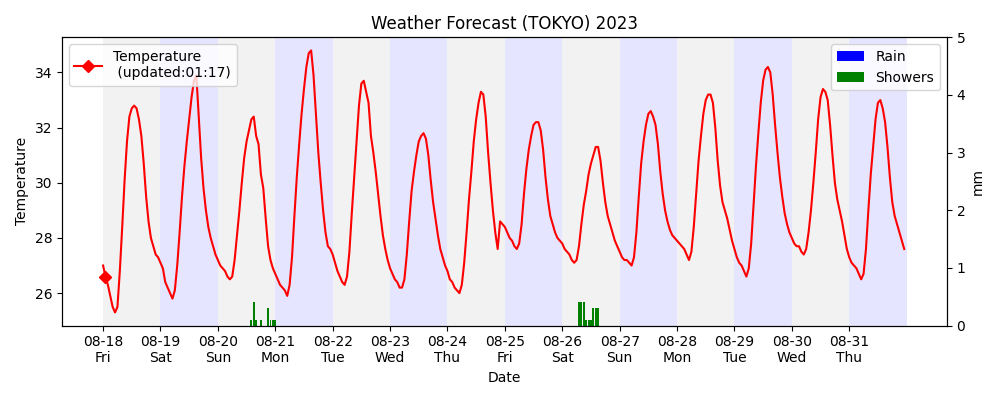 Weather Forecast (TOKYO) 2023
Temperature
(updated:01:17)
Rain
Showers
Temperature
34
32
30
28
26
5
4
3
2
1
0
mm
08-18 08-19 08-20 08-21 08-22 08-23 08-24 08-25 08-26 08-27 08-28 08-29 08-30 08-31
Fri Sat Sun Mon Tue Wed Thu Fri Sat Sun Mon Tue Wed Thu
Date